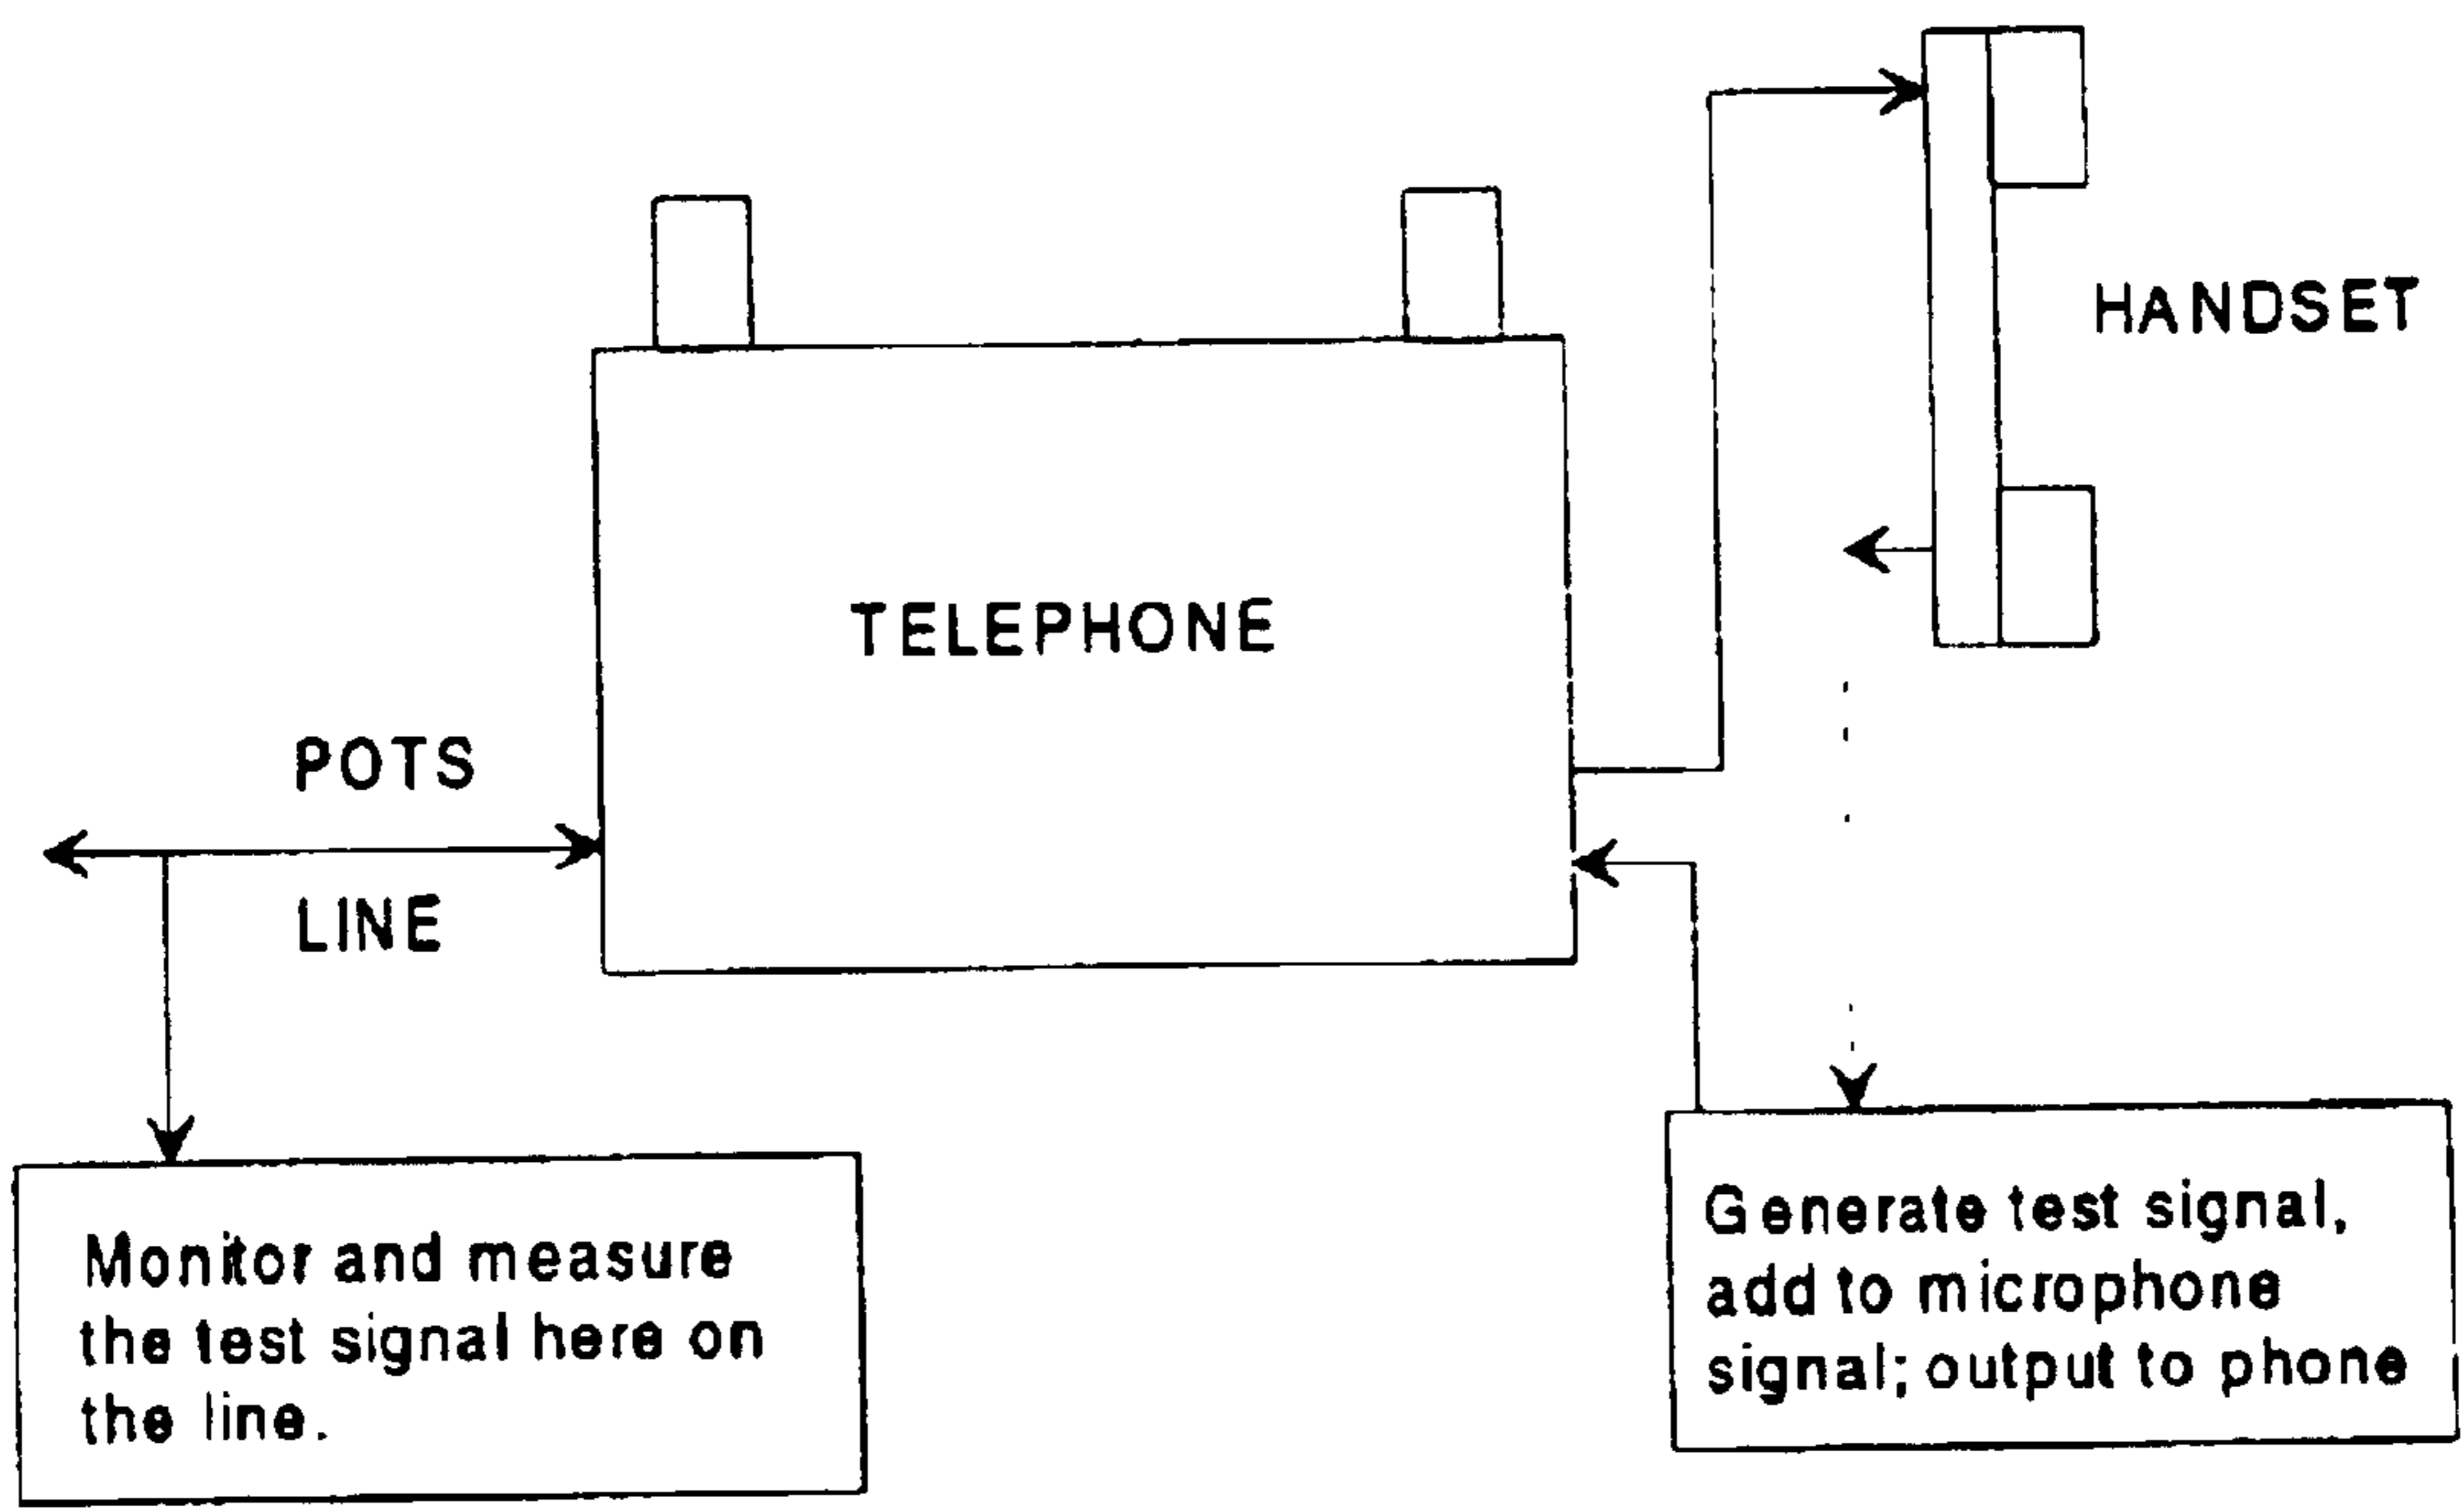 HANDSET
TELEPHONE
POTS
LINE
Monitor and measure
the test signal here on
the line.
Generate test signal,
add to microphone
signal; output to phone